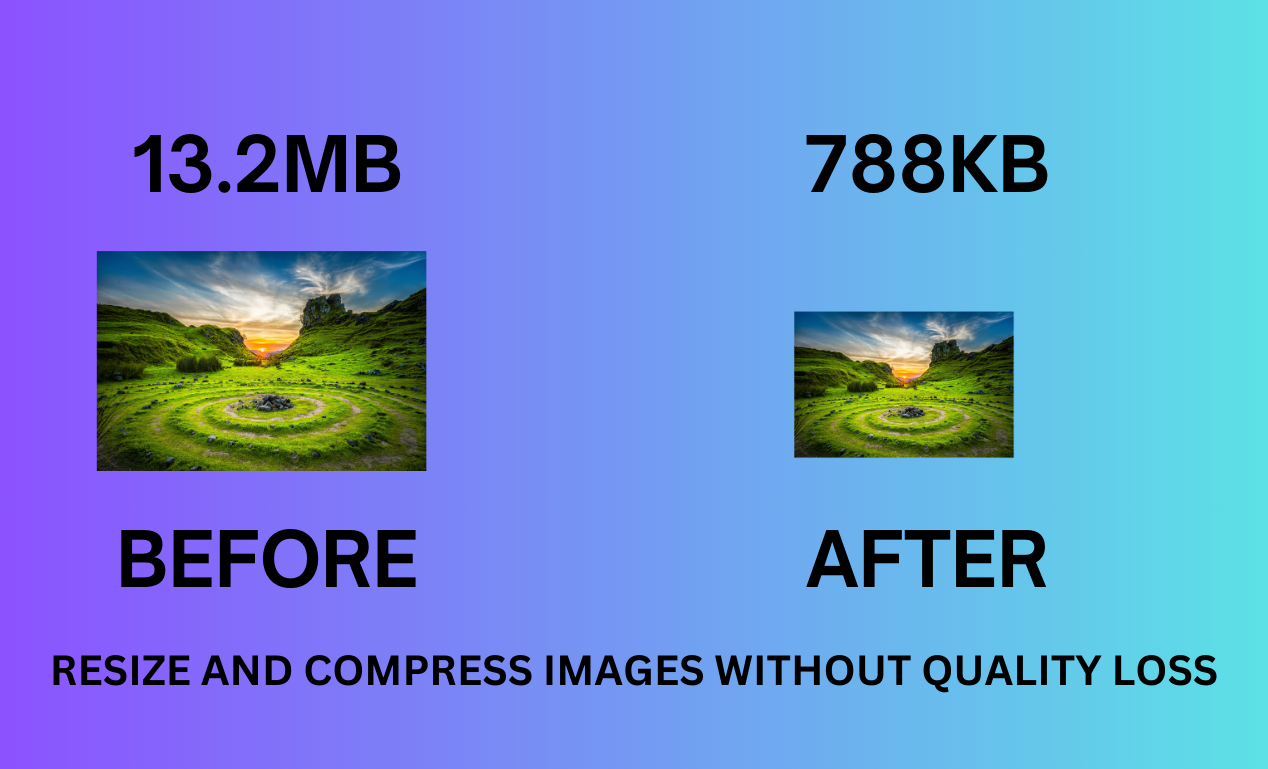 13.2MB
788KB
BEFORE
AFTER
RESIZE AND COMPRESS IMAGES WITHOUT QUALITY LOSS